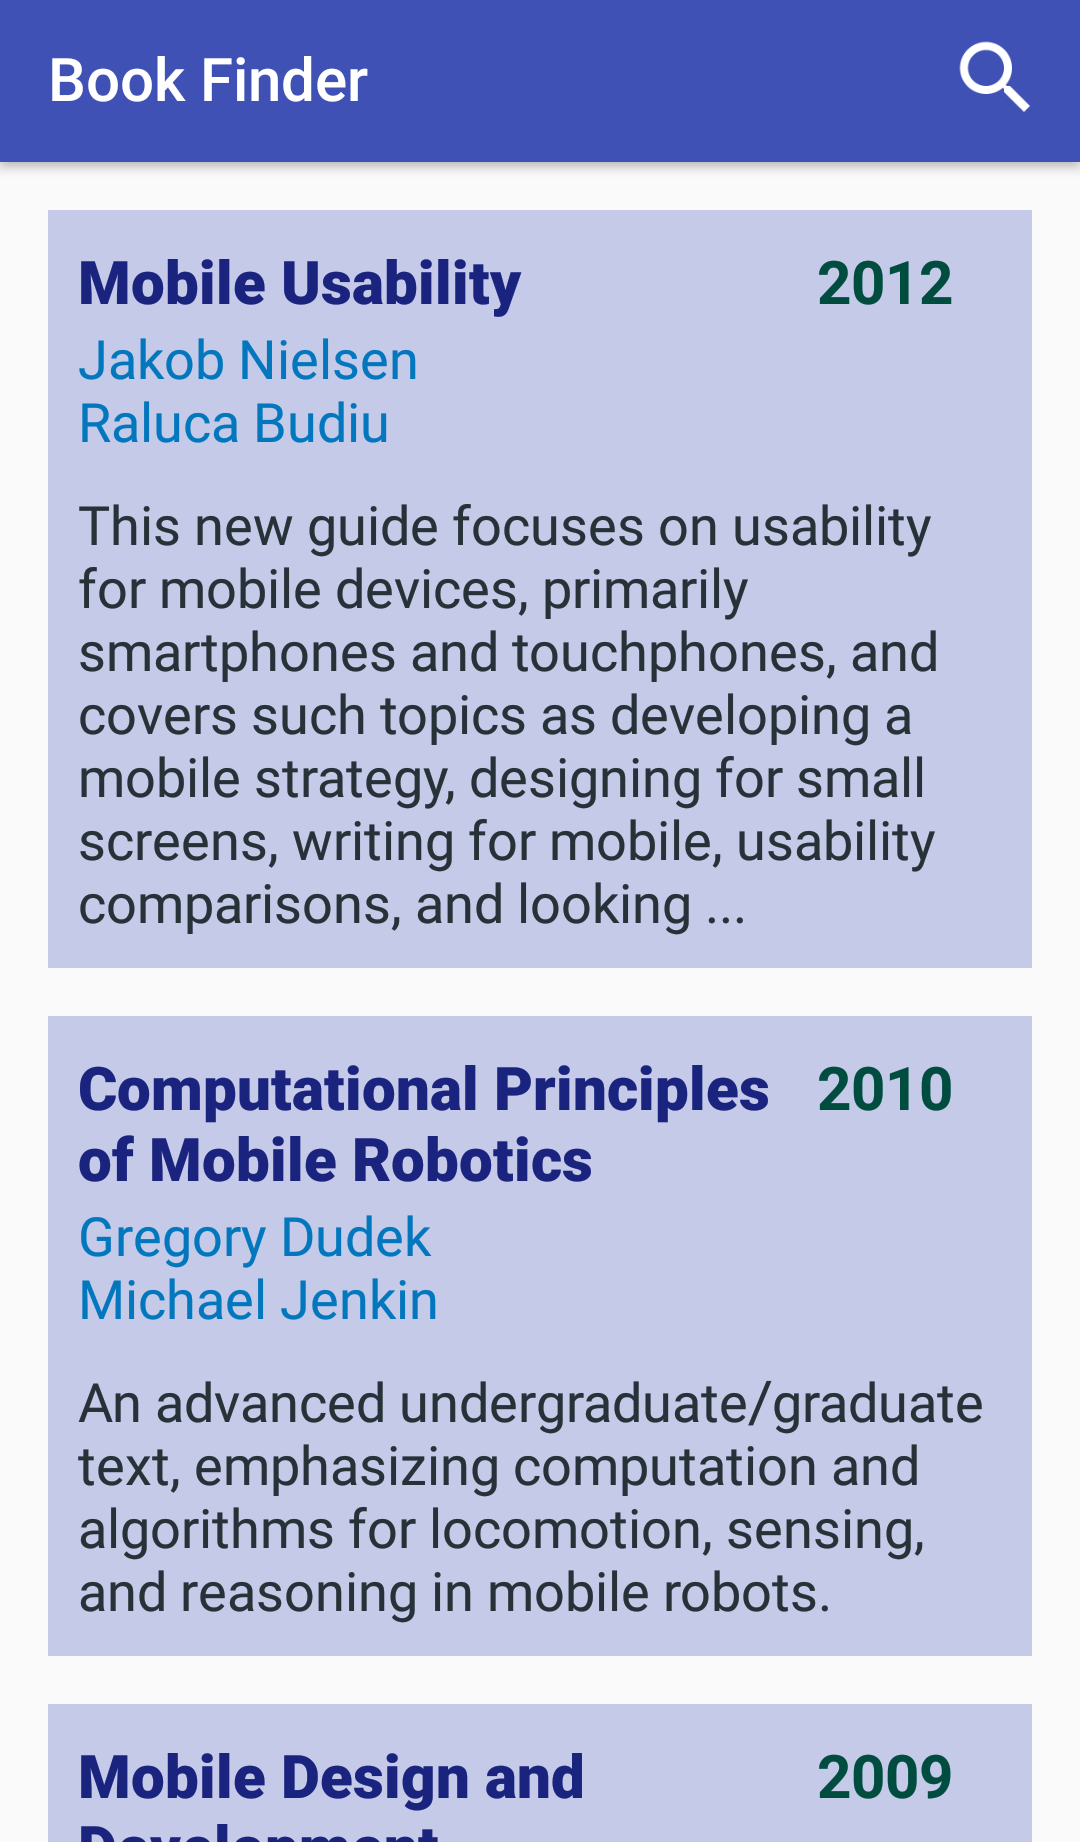 Book Finder
Mobile Usability 2012
Jakob Nielsen
Raluca Budiu
This new guide focuses on usability
for mobile devices, primarily
smartphones and touchphones, and
covers such topics as developing a
mobile strategy, designing for small
screens, writing for mobile, usability
comparisons, and looking ...
Computational Principles 2010
of Mobile Robotics
Gregory Dudek
Michael Jenkin
An advanced undergraduate/graduate
text, emphasizing computation and
algorithms for locomotion, sensing,
and reasoning in mobile robots.
Mobile Design and 2009
Development